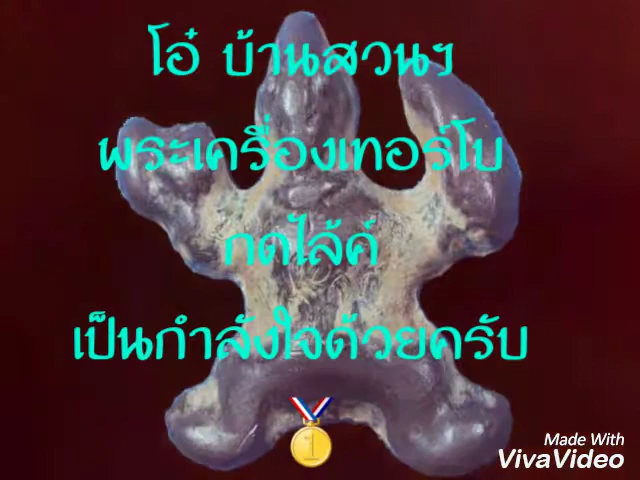 โอ๋ บ้านสวนฯ
พระเครื่องเทอร์โบ
กดไล้ค์
เป็นกำลังใจด้วยครับ
1
Made With
VivaVideo